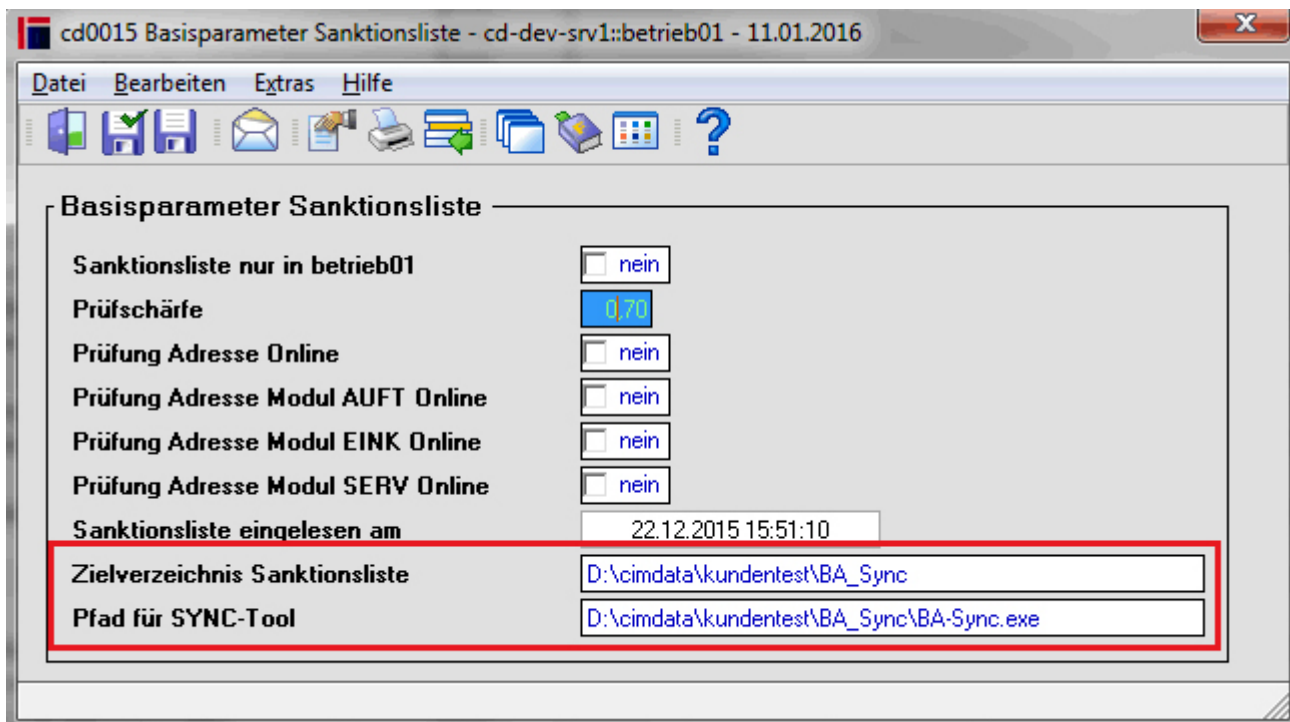 cd0015 Basisparameter Sanktionsliste - cd-dev-srv1::betrieb01 - 11.01.2016
Datei Bearbeiten Extras Hilfe
Basisparameter Sanktionsliste
Sanktionsliste nur in betrieb01 nein
Prüfschärfe 0,70
Prüfung Adresse Online nein
Prüfung Adresse Modul AUFT Online nein
Prüfung Adresse Modul EINK Online nein
Prüfung Adresse Modul SERV Online nein
Sanktionsliste eingelesen am 22.12.2015 15:51:10
Zielverzeichnis Sanktionsliste D:\cimdata\kundentest\BA_Sync
Pfad für SYNC-Tool D:\cimdata\kundentest\BA_Sync\BA-Sync.exe